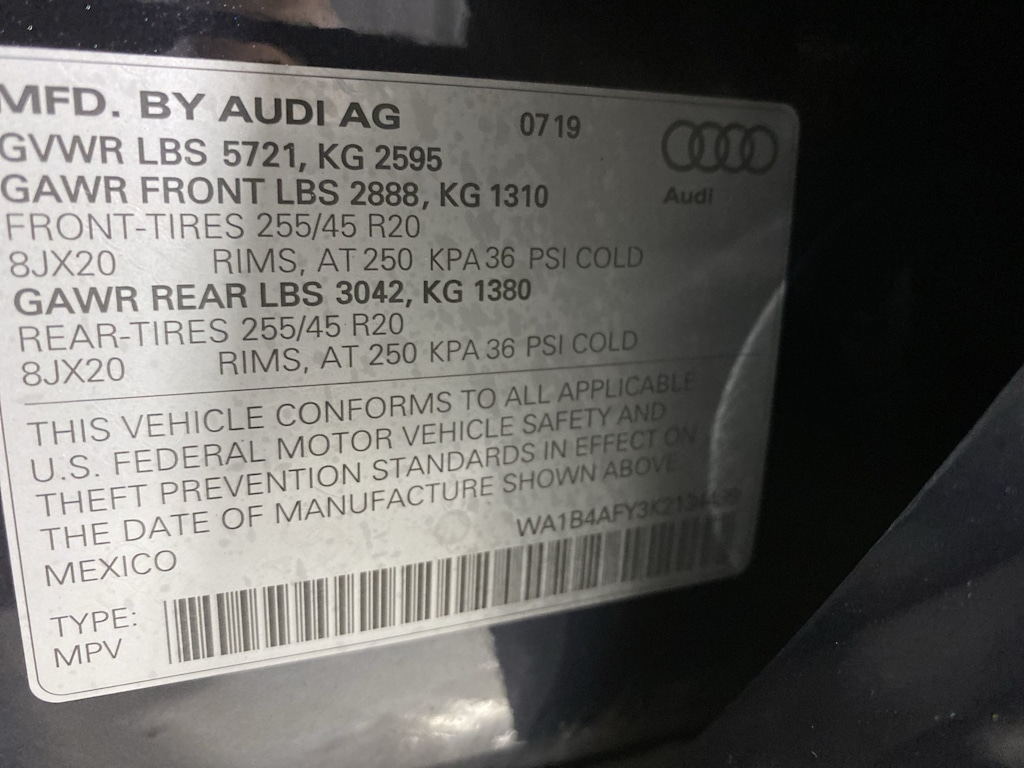 MFD. BY AUDI AG 0719
GVWR LBS 5721, KG 2595
GAWR FRONT LBS 2888, KG 1310
Audi
FRONT-TIRES 255/45 R20
8JX20 RIMS, AT 250 KPA 36 PSI COLD
GAWR REAR LBS 3042, KG 1380
REAR-TIRES 255/45 R20
8JX20 RIMS, AT 250 KPA 36 PSI COLD
THIS VEHICLE CONFORMS TO ALL APPLICABLE
U.S. FEDERAL MOTOR VEHICLE SAFETY AND
THEFT PREVENTION STANDARDS IN EFFECT ON
THE DATE OF MANUFACTURE SHOWN ABOVE
MEXICO
TYPE:
MPV